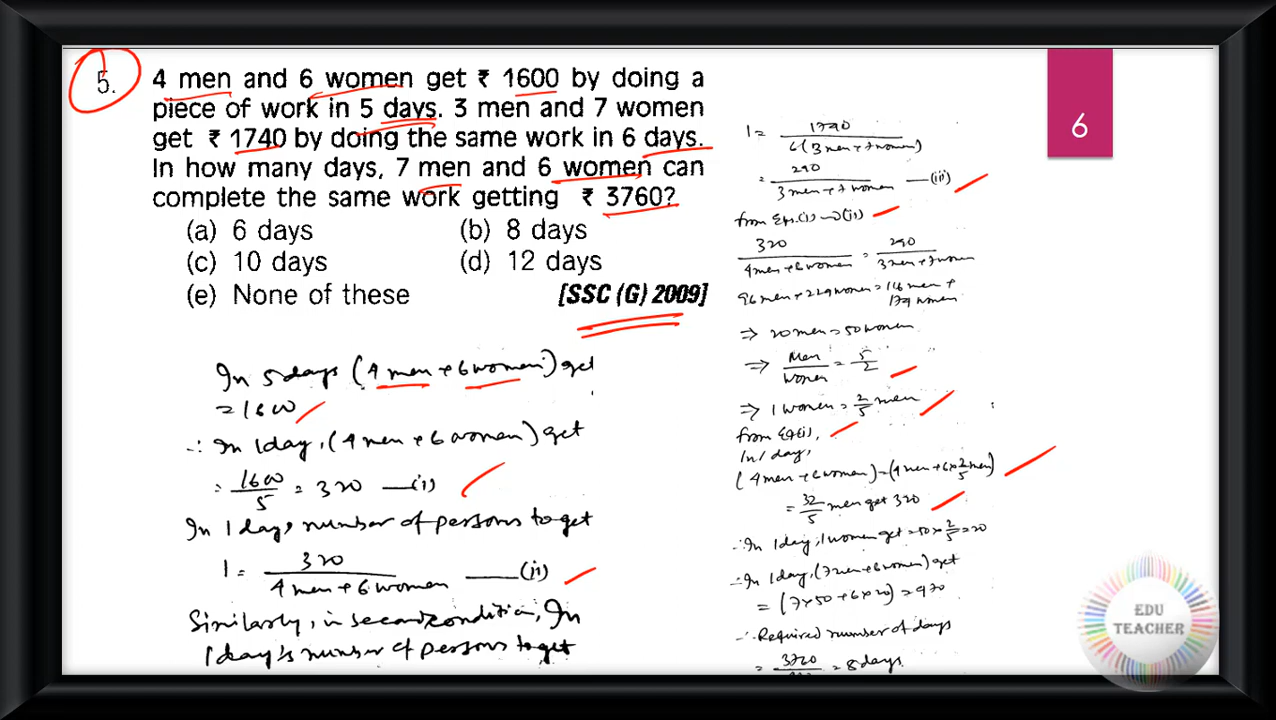 5.
4 men and 6 women get ₹ 1600 by doing a
piece of work in 5 days. 3 men and 7 women
get ₹ 1740 by doing the same work in 6 days.
In how many days, 7 men and 6 women can
complete the same work getting ₹ 3760?
(a) 6 days (b) 8 days
(c) 10 days (d) 12 days
(e) None of these [SSC (G) 2009]
In 5 days (4 men + 6 women) get
= 1600
∴ In 1 day, (4 men + 6 women) get
= 1600/5 = 320 —(i)
In 1 day, number of persons to get
1 = 320/4 men + 6 women —(ii)
Similarly, in second condition, In
1 day's number of persons to get
6
1 = 1740/6(3 men + 7 women)
= 290/3 men + 7 women —(iii)
from Eqs. (i) → (ii)
320/4 men + 6 women = 290/3 men + 7 women
96 men + 224 women = 116 men +
174 women
⇒ 20 men = 50 women
⇒ Men/Women = 5/2
⇒ 1 women = 2/5 men
from Eq (i),
In 1 day,
(4 men + 6 women) = (4 men + 6 × 2/5 men)
= 32/5 men get 320
∴ In 1 day, 1 women get = 50 × 2/5 = 20
∴ In 1 day, (7 men + 6 women) get
= (7 × 50 + 6 × 20) = 470
∴ Required number of days
= 3760/ = 8 days
EDU
TEACHER